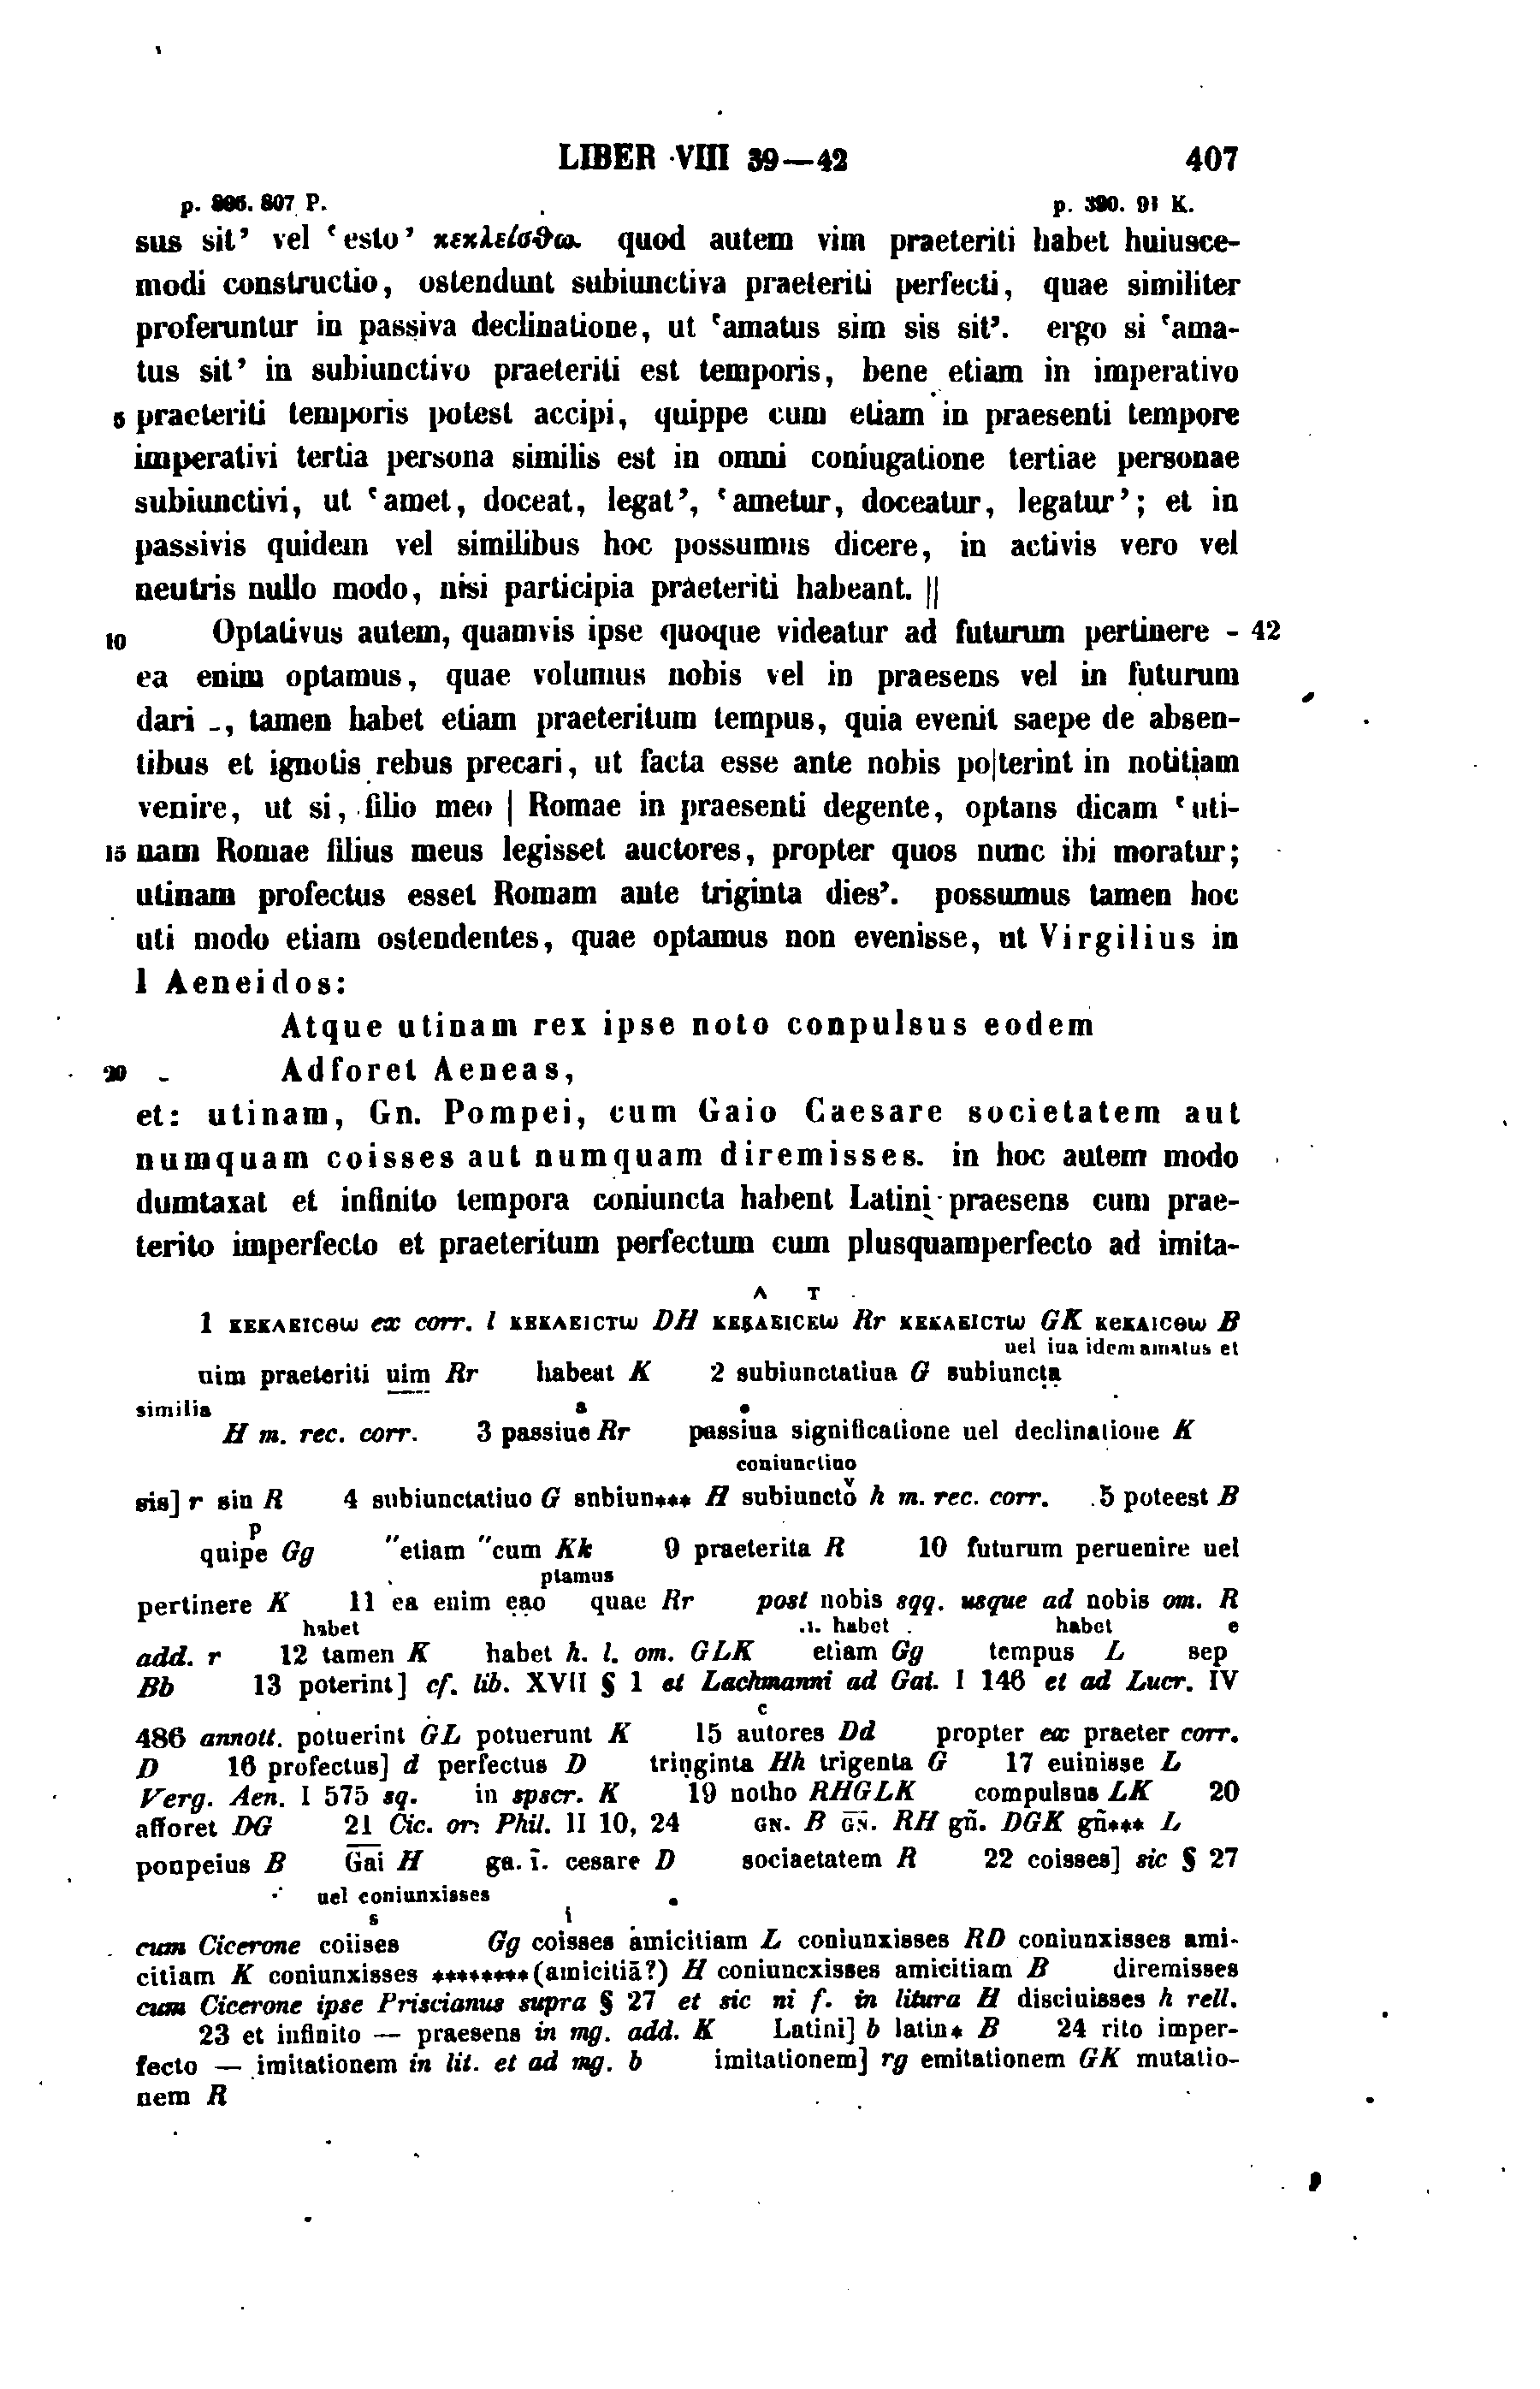 LIBER VIII 39—42 407
p. 806. 807 P. p. 390. 91 K.
sus sit’ vel ‘esto’ κεκλείσθω. quod autem vim praeteriti habet huiusce-
modi constructio, ostendunt subiunctiva praeteriti perfecti, quae similiter
proferuntur in passiva declinatione, ut ‘amatus sim sis sit’. ergo si ‘ama-
tus sit’ in subiunctivo praeteriti est temporis, bene etiam in imperativo
5 praeteriti temporis potest accipi, quippe cum etiam in praesenti tempore
imperativi tertia persona similis est in omni coniugatione tertiae personae
subiunctivi, ut ‘amet, doceat, legat’, ‘ametur, doceatur, legatur’; et in
passivis quidem vel similibus hoc possumus dicere, in activis vero vel
neutris nullo modo, nisi participia praeteriti habeant. ||
10 Optativus autem, quamvis ipse quoque videatur ad futurum pertinere - 42
ea enim optamus, quae volumus nobis vel in praesens vel in futurum
dari -, tamen habet etiam praeteritum tempus, quia evenit saepe de absen-
tibus et ignotis rebus precari, ut facta esse ante nobis po|terint in notitiam
venire, ut si, filio meo | Romae in praesenti degente, optans dicam ‘uti-
15 nam Romae filius meus legisset auctores, propter quos nunc ibi moratur;
utinam profectus esset Romam ante triginta dies’. possumus tamen hoc
uti modo etiam ostendentes, quae optamus non evenisse, ut Virgilius in
I Aeneidos:
Atque utinam rex ipse noto conpulsus eodem
20 Adforet Aeneas,
et: utinam, Gn. Pompei, cum Gaio Caesare societatem aut
numquam coisses aut numquam diremisses. in hoc autem modo
dumtaxat et infinito tempora coniuncta habent Latini praesens cum prae-
terito imperfecto et praeteritum perfectum cum plusquamperfecto ad imita-
Λ T
1 ΚΕΚΛΕΙCΘω ex corr. l ΚΕΚΛΕΙCΤω DH ΚΕΚΑΕΙCΕω Rr ΚΕΚΑΕΙCΤω GK ΚεΚΑΙCΘω B
uel iua idem amatus et
uim praeteriti uim Rr habeat K 2 subiunctatiua G subiuncta
similia a
H m. rec. corr. 3 passiue Rr passiua significatione uel declinatioue K
coniunctiuo
sis] r sin R 4 subiunctatiuo G snbiun*** H subiuncto h m. rec. corr. 5 poteest B
p
quipe Gg "etiam "cum Kk 9 praeterita R 10 futurum peruenire uel
ptamus
pertinere K 11 ea enim eao quae Rr post nobis sqq. usque ad nobis om. R
habet .i. habet habet e
add. r 12 tamen K habet h. l. om. GLK etiam Gg tempus L sep
Bb 13 poterint] cf. lib. XVII § 1 et Lachmanni ad Gai. I 146 et ad Lucr. IV
c
486 annott. potuerint GL potuerunt K 15 autores Dd propter ex praeter corr.
D 16 profectus] d perfectus D tringinta Hh trigenta G 17 euinisse L
Verg. Aen. I 575 sq. in spscr. K 19 notho RHGLK compulsus LK 20
afforet DG 21 Cic. or. Phil. II 10, 24 GN. B G̅N̅. RH gn̄. DGK gn̄*** L
ponpeius B G̅a̅i̅ H ga. ī. cesare D sociaetatem R 22 coisses] sic § 27
uel coniunxisses
s i
cum Cicerone coiises Gg coisses amicitiam L coniunxisses RD coniunxisses ami-
citiam K coniunxisses ********(amicitiā?) H coniuncxisses amicitiam B diremisses
cum Cicerone ipse Priscianus supra § 27 et sic ni f. in litura H disciuisses h rell.
23 et infinito — praesens in mg. add. K Latini] b latin* B 24 rito imper-
fecto — imitationem in lit. et ad mg. b imitationem] rg emitationem GK mutatio-
nem R